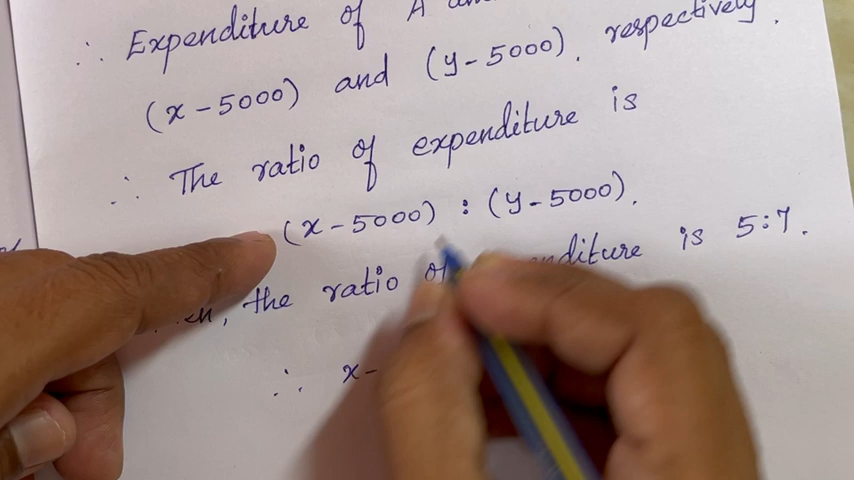 ∴ Expenditure of A
(x - 5000) and (y - 5000). respectively.
∴ The ratio of expenditure is
(x - 5000) : (y - 5000).
the ratio of is 5:7.
∴ x -